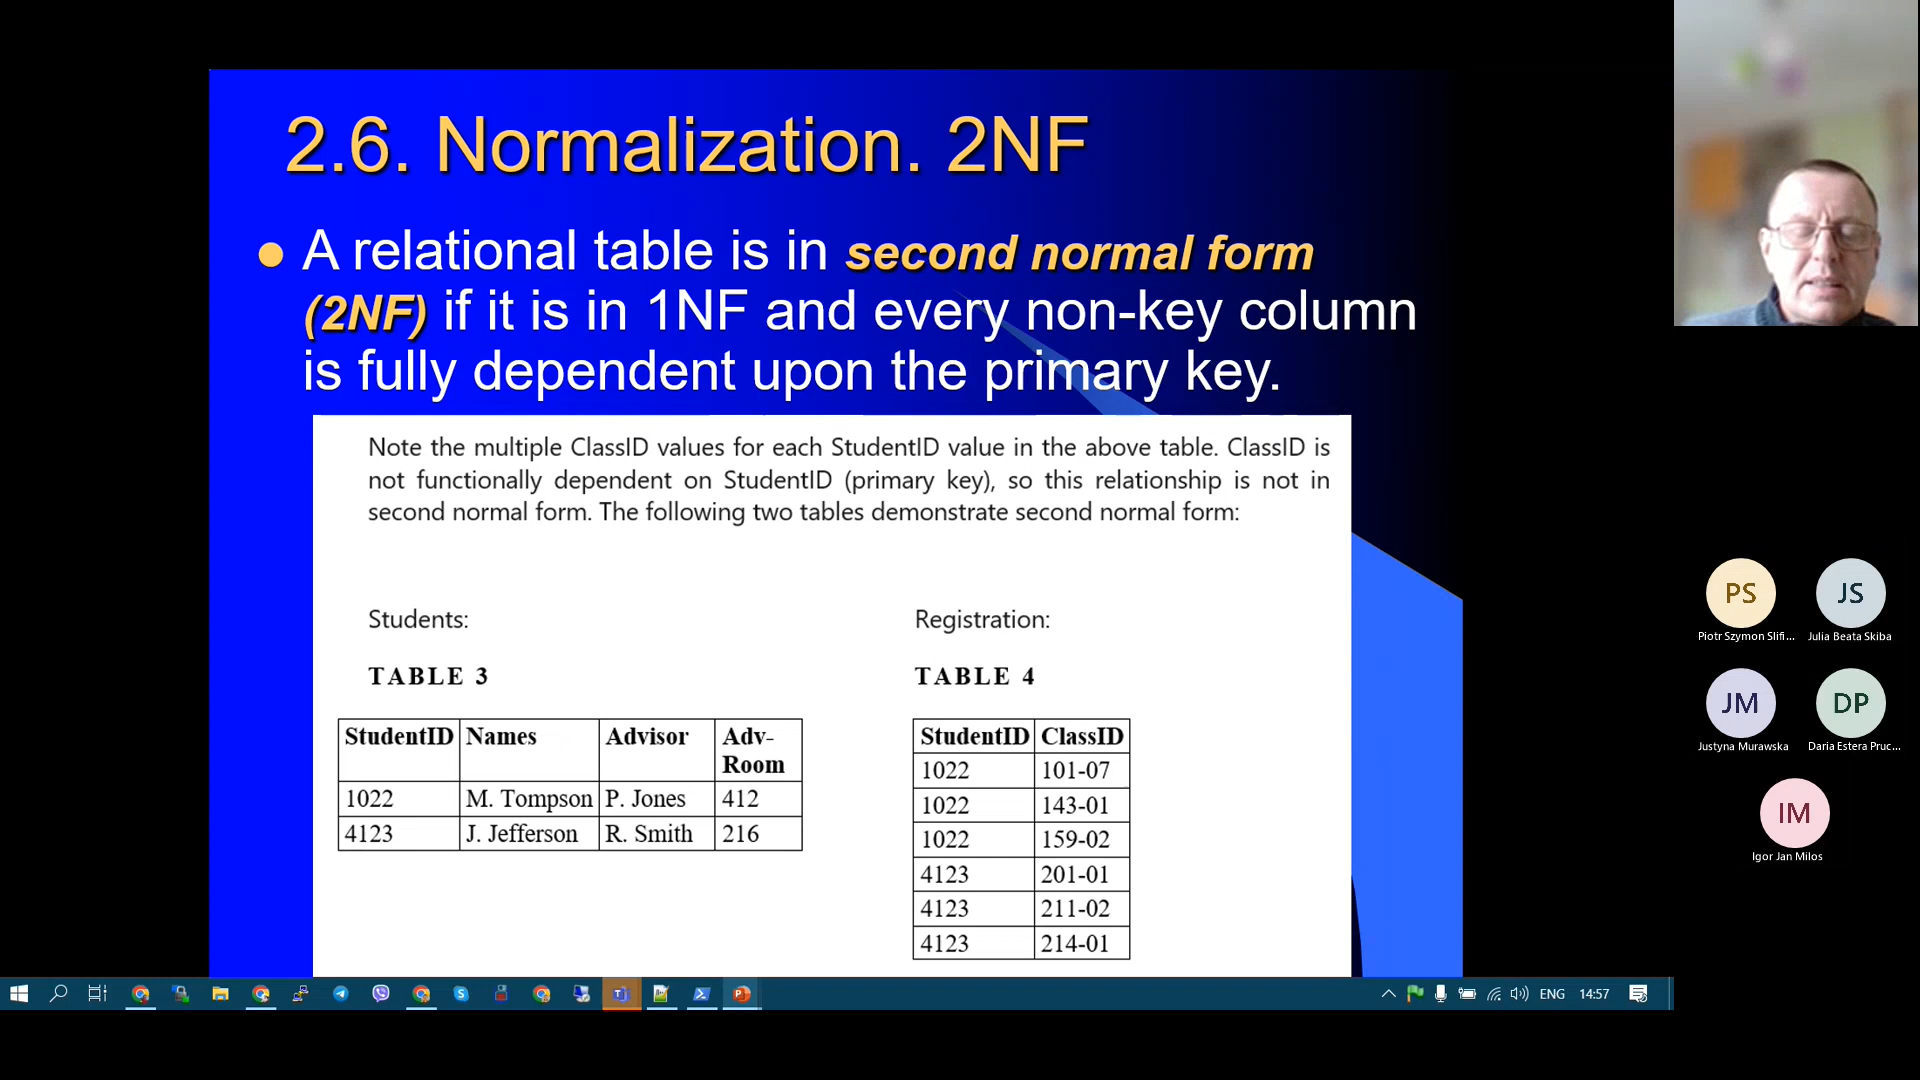 2.6. Normalization. 2NF
A relational table is in second normal form
(2NF) if it is in 1NF and every non-key column
is fully dependent upon the primary key.
Note the multiple ClassID values for each StudentID value in the above table. ClassID is
not functionally dependent on StudentID (primary key), so this relationship is not in
second normal form. The following two tables demonstrate second normal form:
Students:
TABLE 3
StudentID Names Advisor Adv-
Room
1022 M. Tompson P. Jones 412
4123 J. Jefferson R. Smith 216
Registration:
TABLE 4
StudentID ClassID
1022 101-07
1022 143-01
1022 159-02
4123 201-01
4123 211-02
4123 214-01
PS
Piotr Szymon Slifi...
JS
Julia Beata Skiba
JM
Justyna Murawska
DP
Daria Estera Pruc...
IM
Igor Jan Milos
ENG 14:57